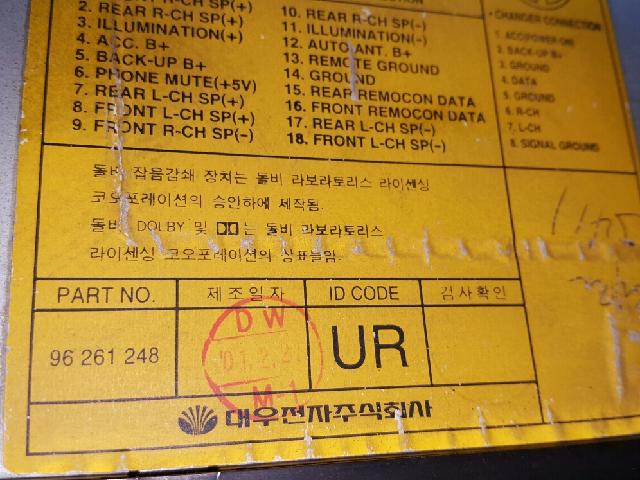 R-CH SP(+)
2. REAR R-CH SP(+)
3. ILLUMINATION(+)
4. ACC. B+
5. BACK-UP B+
6. PHONE MUTE(+5V)
7. REAR L-CH SP(+)
8. FRONT L-CH SP(+)
9. FRONT R-CH SP(-)
10. REAR R-CH SP(-)
11. ILLUMINATION(-)
12. AUTO ANT. B+
13. REMOTE GROUND
14. GROUND
15. REAR REMOCON DATA
16. FRONT REMOCON DATA
17. REAR L-CH SP(-)
18. FRONT L-CH SP(-)
• CHANGER CONNECTION
1. ACC(POWER ON)
2. BACK-UP B+
3. GROUND
4. DATA
5. GROUND
6. R-CH
7. L-CH
8. SIGNAL GROUND
돌비 잡음감쇄 장치는 돌비 라보라토리스 라이센싱
코오포레이션의 승인하에 제작됨.
돌비, DOLBY 및 는 돌비 라보라토리스
라이센싱 코오포레이션의 상표들임.
PART NO. 제조일자 ID CODE 검사확인
96 261 248
DW
M-1
UR
대우전자주식회사